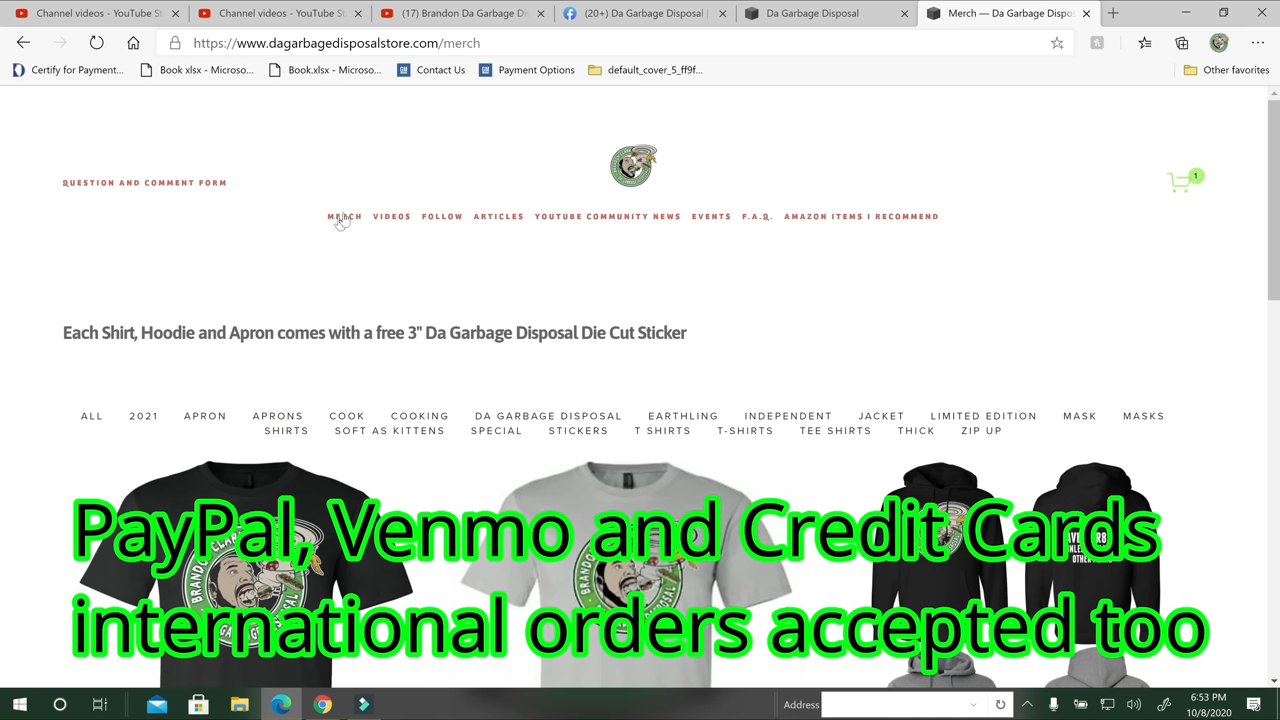 Channel videos - YouTube St
Channel videos - YouTube St
(17) Brandon Da Garbage Di
(20+) Da Garbage Disposal |
Da Garbage Disposal
Merch — Da Garbage Dispo
https://www.dagarbagedisposalstore.com/merch
Certify for Payment...
Book xlsx - Microso...
Book.xlsx - Microso...
GM Contact Us
GM Payment Options
default_cover_5_ff9f...
Other favorites
QUESTION AND COMMENT FORM
1
MERCH VIDEOS FOLLOW ARTICLES YOUTUBE COMMUNITY NEWS EVENTS F.A.Q. AMAZON ITEMS I RECOMMEND
Each Shirt, Hoodie and Apron comes with a free 3" Da Garbage Disposal Die Cut Sticker
ALL 2021 APRON APRONS COOK COOKING DA GARBAGE DISPOSAL EARTHLING INDEPENDENT JACKET LIMITED EDITION MASK MASKS
SHIRTS SOFT AS KITTENS SPECIAL STICKERS T SHIRTS T-SHIRTS TEE SHIRTS THICK ZIP UP
PayPal, Venmo and Credit Cards
international orders accepted too
Address
6:53 PM
10/8/2020